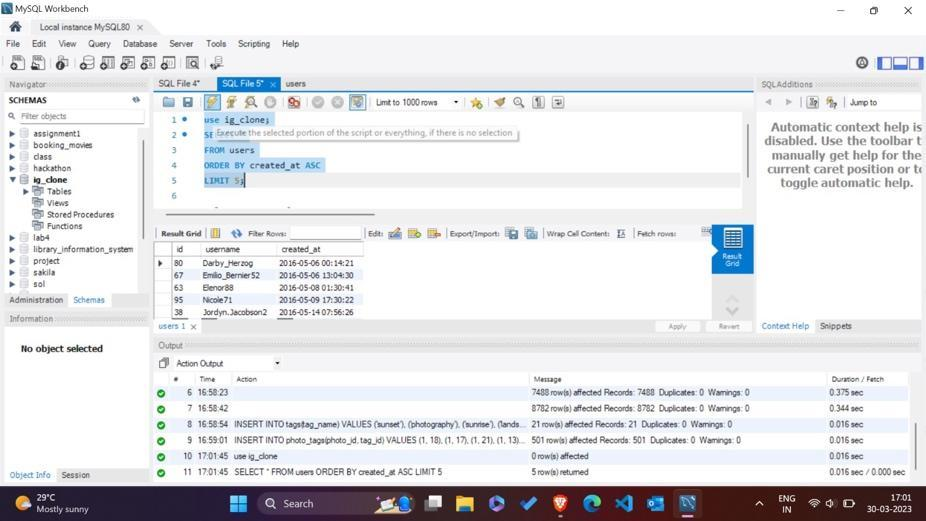 MySQL Workbench
Local instance MySQL80
File Edit View Query Database Server Tools Scripting Help
Navigator
SCHEMAS
Filter objects
assignment1
booking_movies
class
hackathon
ig_clone
Tables
Views
Stored Procedures
Functions
lab4
library_information_system
project
sakila
sol
Administration Schemas
Information
No object selected
Object Info Session
SQL File 4* SQL File 5* users
Limit to 1000 rows
1 use ig_clone;
2
Execute the selected portion of the script or everything, if there is no selection
3 FROM users
4 ORDER BY created_at ASC
5 LIMIT 5;
6
Result Grid Filter Rows: Edit: Export/Import: Wrap Cell Content: Fetch rows:
id username created_at
80 Darby_Herzog 2016-05-06 00:14:21
67 Emilio_Bernier52 2016-05-06 13:04:30
63 Elenor88 2016-05-08 01:30:41
95 Nicole71 2016-05-09 17:30:22
38 Jordyn.Jacobson2 2016-05-14 07:56:26
Result Grid
users 1 Apply Revert
SQLAdditions
Jump to
Automatic context help is
disabled. Use the toolbar t
manually get help for the
current caret position or to
toggle automatic help.
Context Help Snippets
Output
Action Output
# Time Action Message Duration / Fetch
6 16:58:23 7488 row(s) affected Records: 7488 Duplicates: 0 Warnings: 0 0.375 sec
7 16:58:42 8782 row(s) affected Records: 8782 Duplicates: 0 Warnings: 0 0.344 sec
8 16:58:54 INSERT INTO tags(tag_name) VALUES ('sunset'), ('photography'), ('sunrise'), ('lands... 21 row(s) affected Records: 21 Duplicates: 0 Warnings: 0 0.016 sec
9 16:59:01 INSERT INTO photo_tags(photo_id, tag_id) VALUES (1, 18), (1, 17), (1, 21), (1, 13)... 501 row(s) affected Records: 501 Duplicates: 0 Warnings: 0 0.016 sec
10 17:01:45 use ig_clone 0 row(s) affected 0.016 sec
11 17:01:45 SELECT * FROM users ORDER BY created_at ASC LIMIT 5 5 row(s) returned 0.016 sec / 0.000 sec
29°C
Mostly sunny
Search
ENG
IN
17:01
30-03-2023